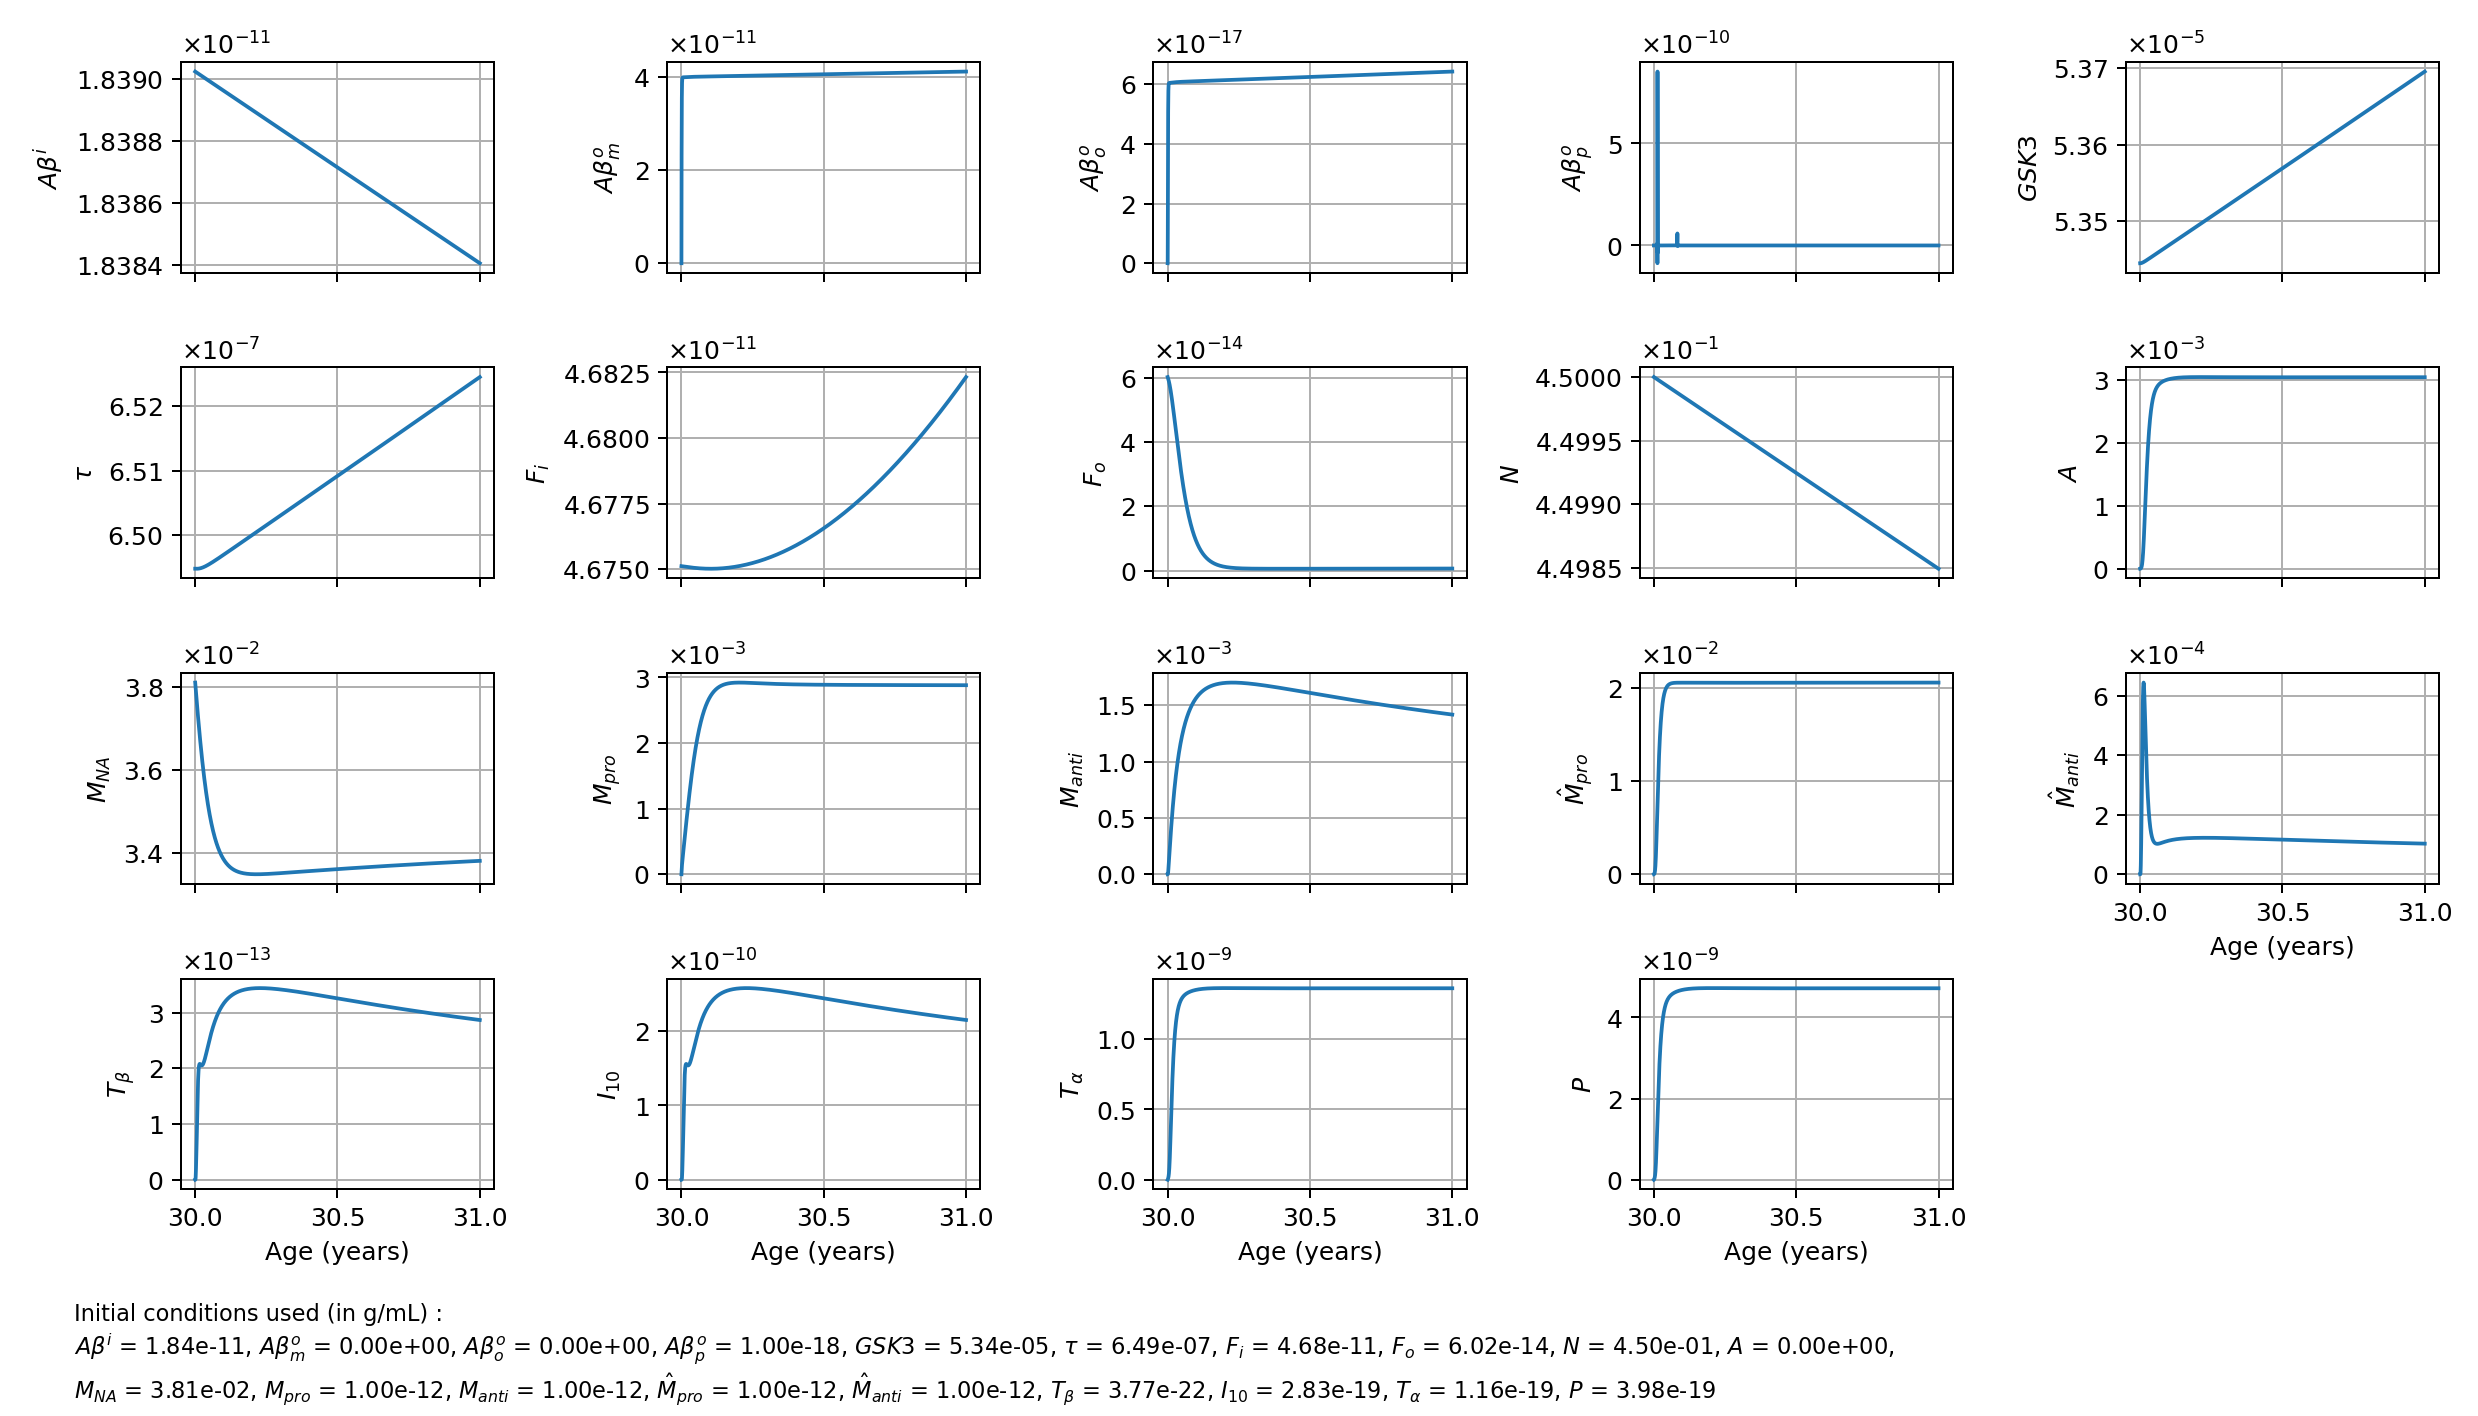 ×10⁻¹¹ ×10⁻¹¹ ×10⁻¹⁷ ×10⁻¹⁰ ×10⁻⁵
Aβⁱ 1.8390 1.8388 1.8386 1.8384
Aβₘᵒ 4 2 0
Aβₒᵒ 6 4 2 0
Aβₚᵒ 5 0
GSK3 5.37 5.36 5.35
×10⁻⁷ ×10⁻¹¹ ×10⁻¹⁴ ×10⁻¹ ×10⁻³
τ 6.52 6.51 6.50
Fᵢ 4.6825 4.6800 4.6775 4.6750
Fₒ 6 4 2 0
N 4.5000 4.4995 4.4990 4.4985
A 3 2 1 0
×10⁻² ×10⁻³ ×10⁻³ ×10⁻² ×10⁻⁴
M_NA 3.8 3.6 3.4
M_pro 3 2 1 0
M_anti 1.5 1.0 0.5 0.0
M̂_pro 2 1 0
M̂_anti 6 4 2 0
30.0 30.5 31.0
Age (years)
×10⁻¹³ ×10⁻¹⁰ ×10⁻⁹ ×10⁻⁹
T_β 3 2 1 0
I₁₀ 2 1 0
T_α 1.0 0.5 0.0
P 4 2 0
30.0 30.5 31.0 30.0 30.5 31.0 30.0 30.5 31.0 30.0 30.5 31.0
Age (years) Age (years) Age (years) Age (years)
Initial conditions used (in g/mL) :
Aβⁱ = 1.84e-11, Aβₘᵒ = 0.00e+00, Aβₒᵒ = 0.00e+00, Aβₚᵒ = 1.00e-18, GSK3 = 5.34e-05, τ = 6.49e-07, Fᵢ = 4.68e-11, Fₒ = 6.02e-14, N = 4.50e-01, A = 0.00e+00,
M_NA = 3.81e-02, M_pro = 1.00e-12, M_anti = 1.00e-12, M̂_pro = 1.00e-12, M̂_anti = 1.00e-12, T_β = 3.77e-22, I₁₀ = 2.83e-19, T_α = 1.16e-19, P = 3.98e-19